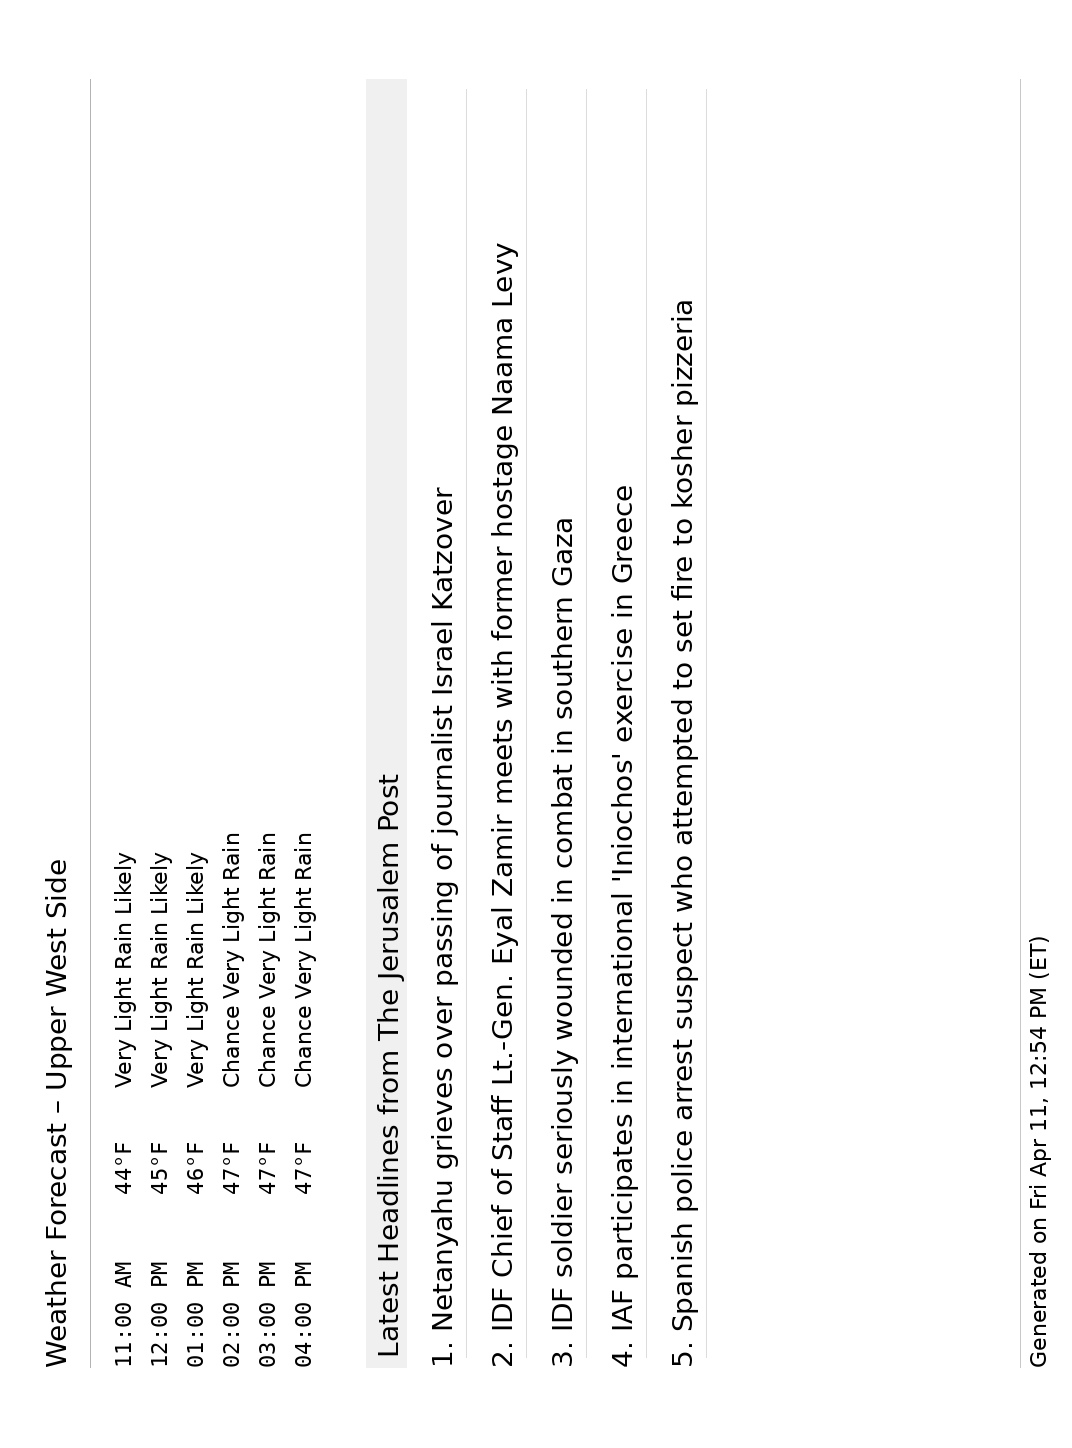 Weather Forecast – Upper West Side
11:00 AM 44°F Very Light Rain Likely
12:00 PM 45°F Very Light Rain Likely
01:00 PM 46°F Very Light Rain Likely
02:00 PM 47°F Chance Very Light Rain
03:00 PM 47°F Chance Very Light Rain
04:00 PM 47°F Chance Very Light Rain
Latest Headlines from The Jerusalem Post
1. Netanyahu grieves over passing of journalist Israel Katzover
2. IDF Chief of Staff Lt.-Gen. Eyal Zamir meets with former hostage Naama Levy
3. IDF soldier seriously wounded in combat in southern Gaza
4. IAF participates in international 'Iniochos' exercise in Greece
5. Spanish police arrest suspect who attempted to set fire to kosher pizzeria
Generated on Fri Apr 11, 12:54 PM (ET)